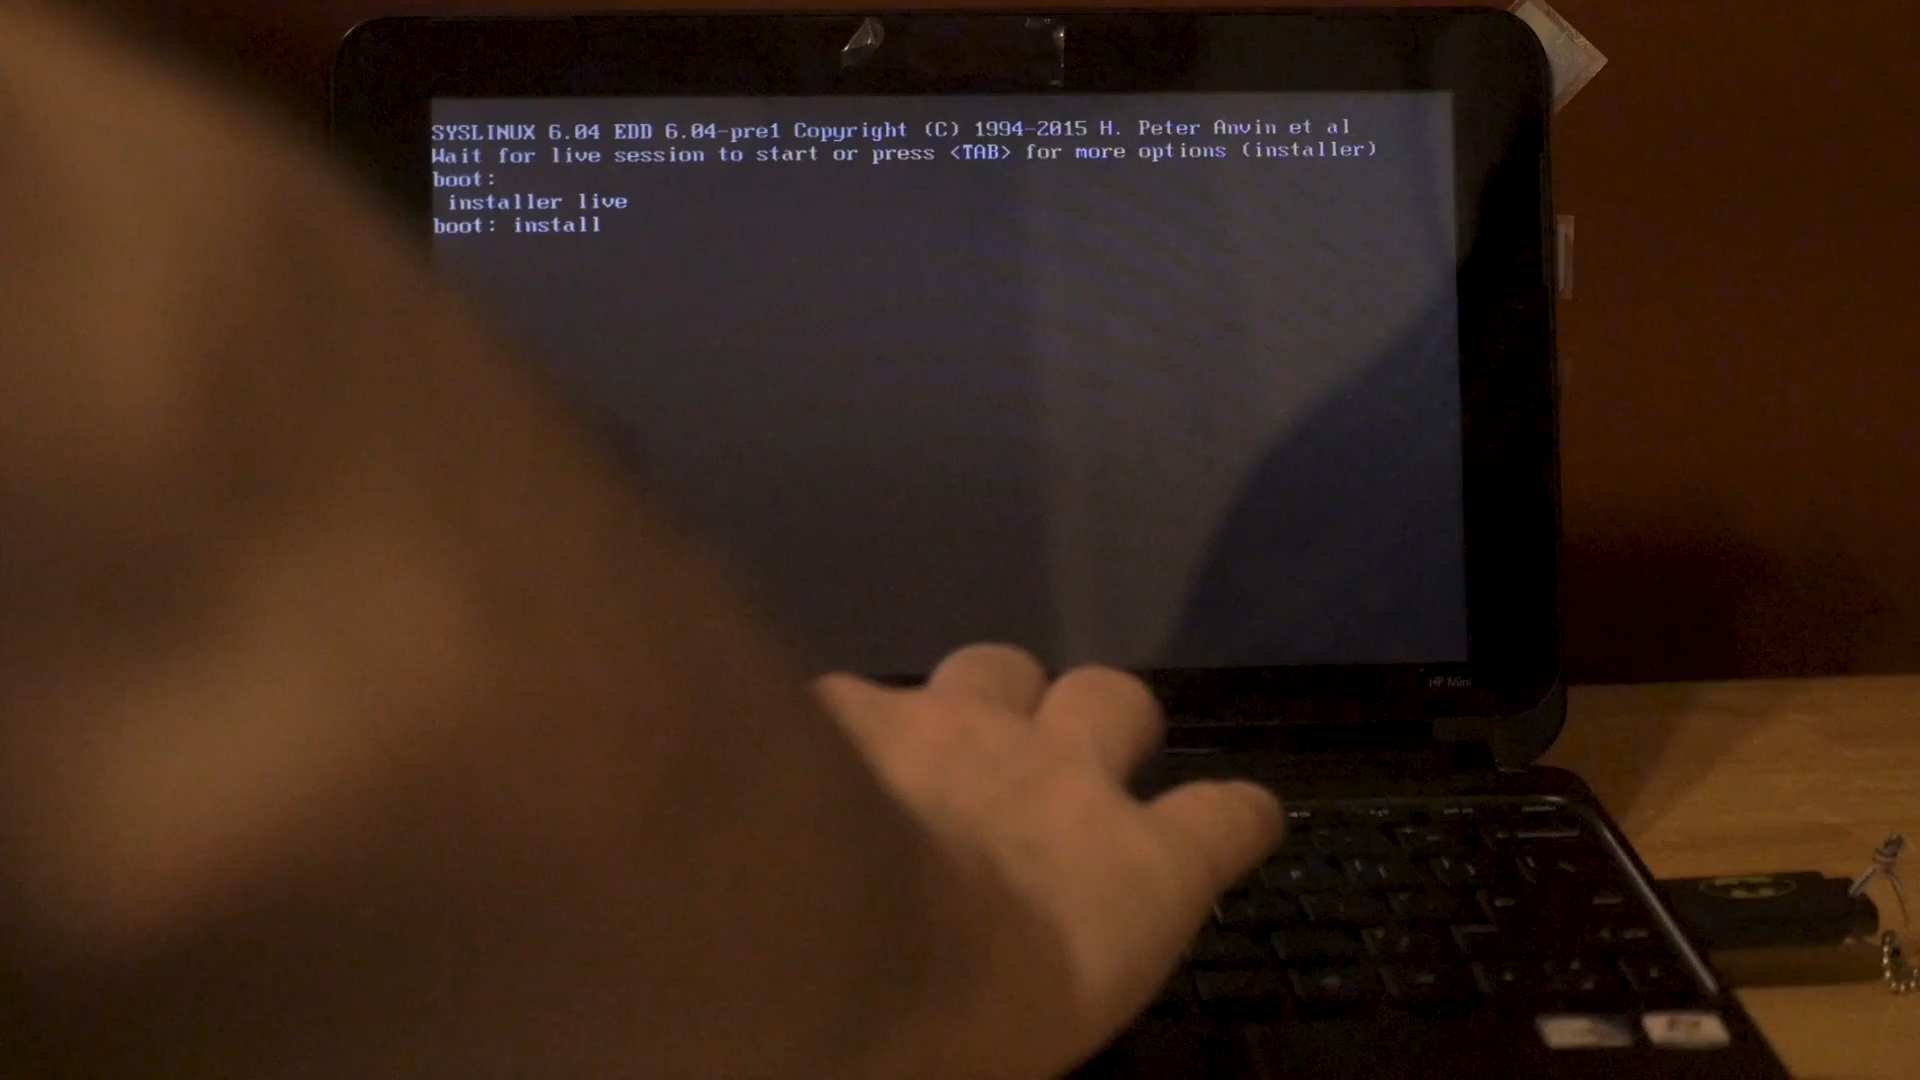 SYSLINUX 6.04 EDD 6.04-pre1 Copyright (C) 1994-2015 H. Peter Anvin et al
Wait for live session to start or press <TAB> for more options (installer)
boot:
 installer live
boot: install
HP Mini